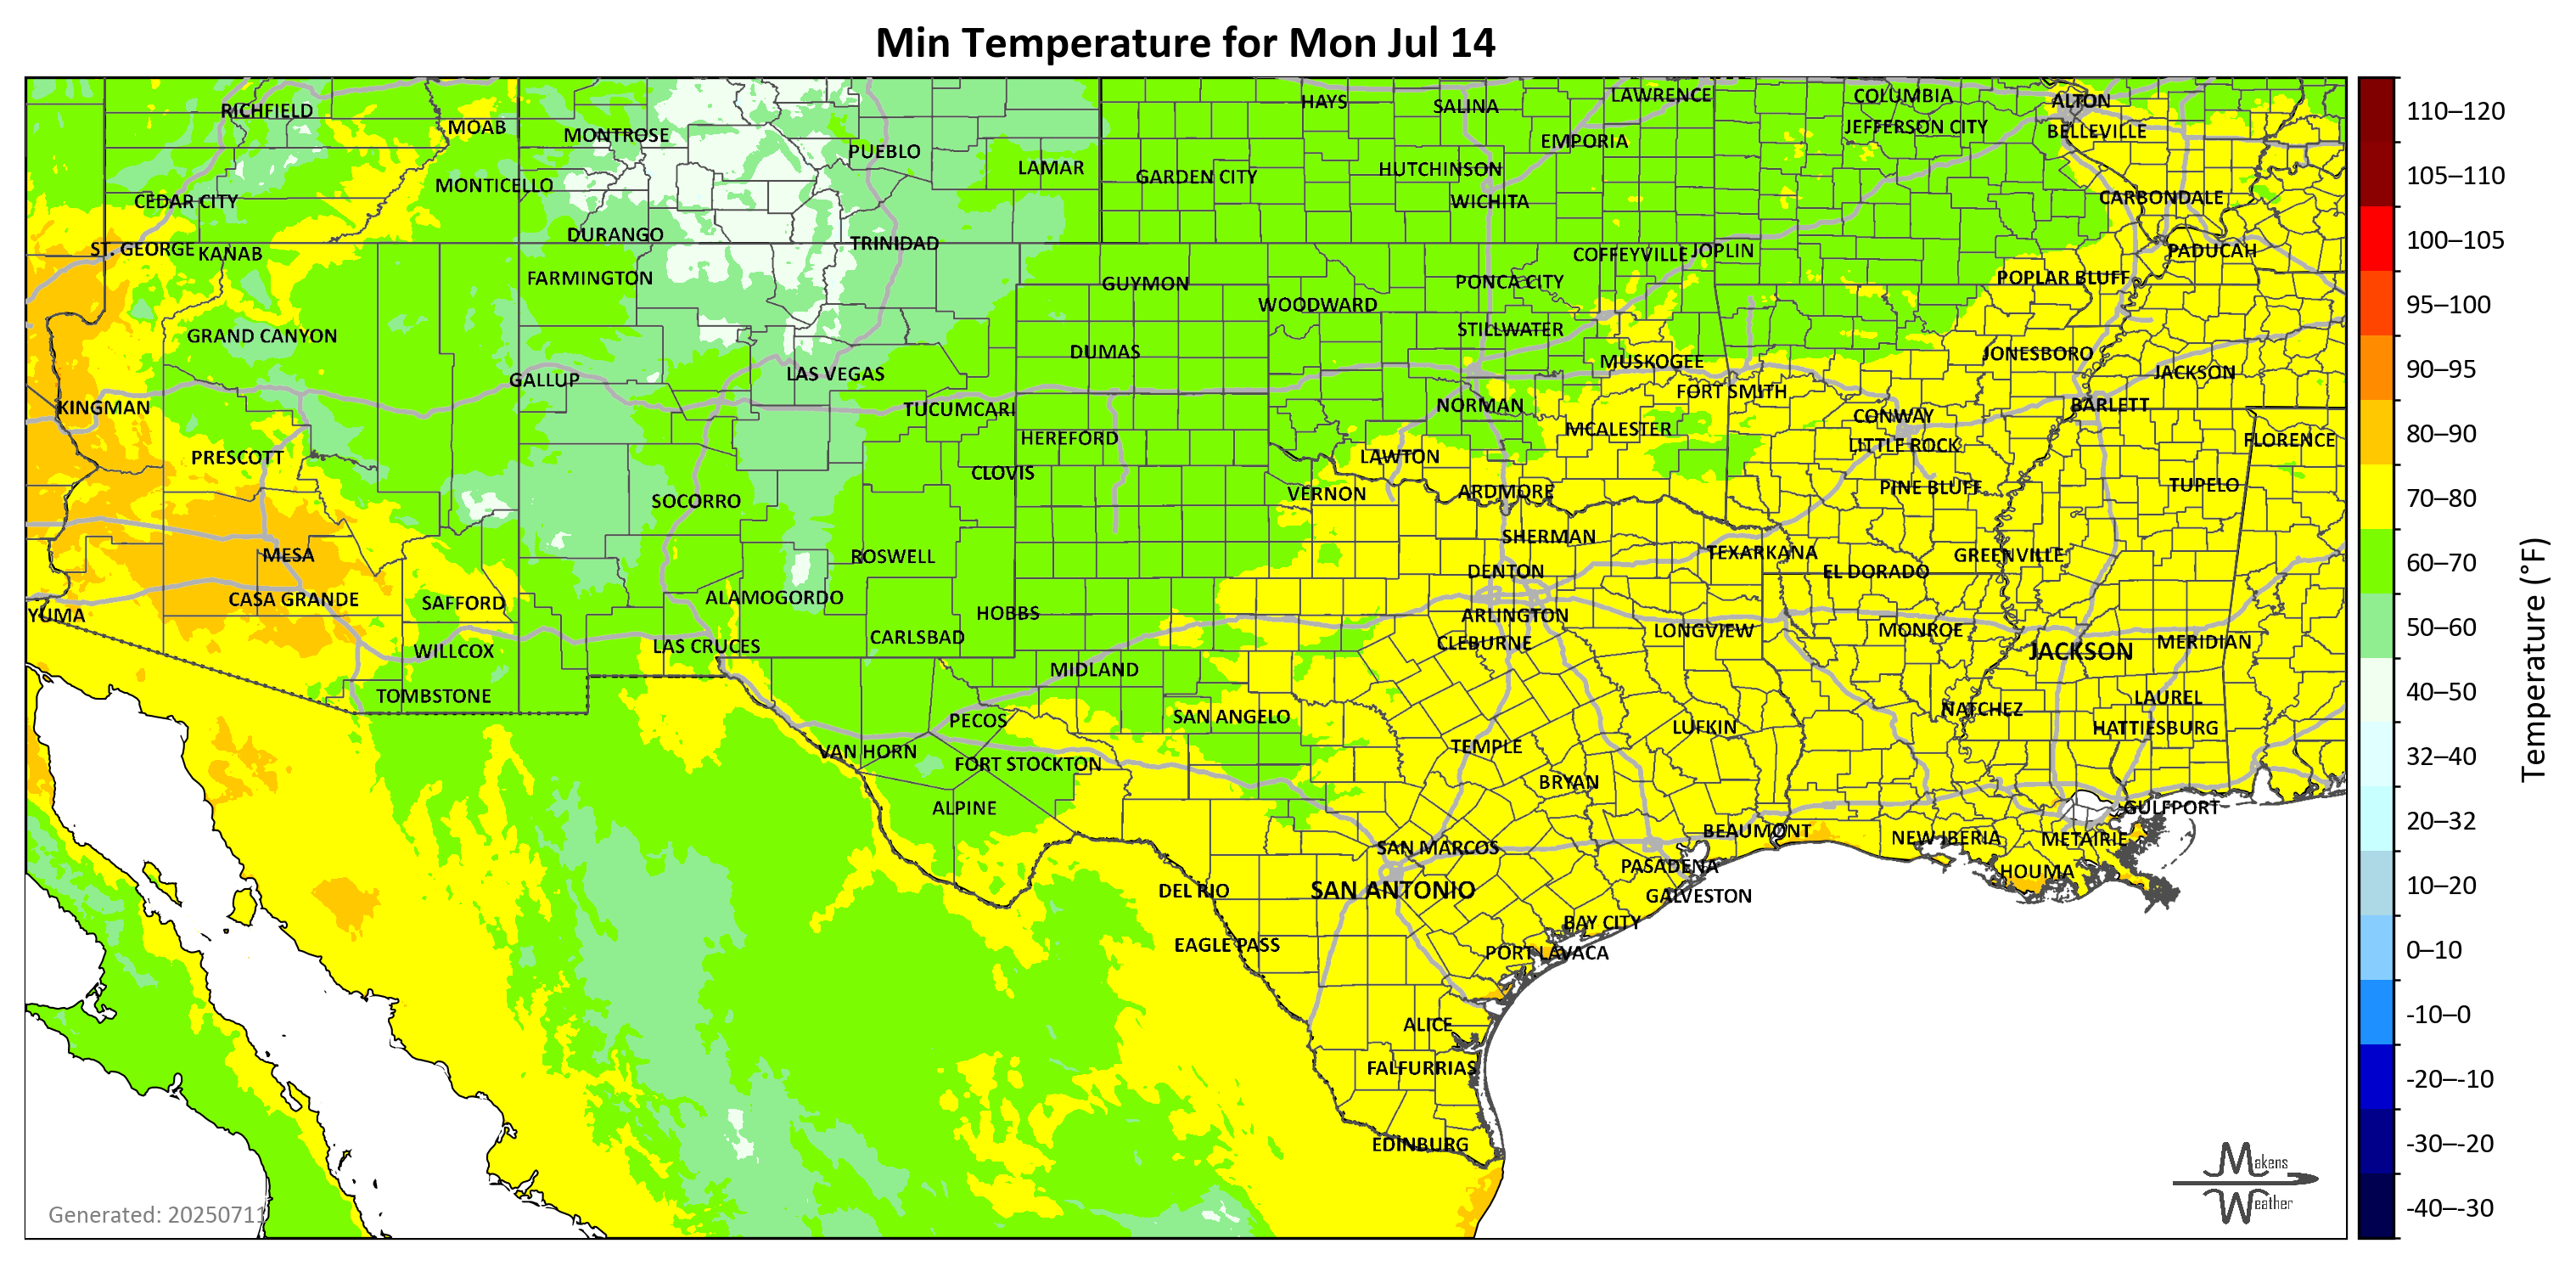 Min Temperature for Mon Jul 14
RICHFIELD
MOAB
MONTROSE
PUEBLO
LAMAR
HAYS
SALINA
LAWRENCE
COLUMBIA
ALTON
JEFFERSON CITY
BELLEVILLE
EMPORIA
HUTCHINSON
GARDEN CITY
MONTICELLO
CEDAR CITY
WICHITA
CARBONDALE
DURANGO
TRINIDAD
ST. GEORGE
KANAB
COFFEYVILLE
JOPLIN
PADUCAH
FARMINGTON
GUYMON
PONCA CITY
POPLAR BLUFF
WOODWARD
STILLWATER
GRAND CANYON
DUMAS
MUSKOGEE
JONESBORO
JACKSON
GALLUP
LAS VEGAS
FORT SMITH
KINGMAN
TUCUMCARI
NORMAN
CONWAY
BARLETT
HEREFORD
MCALESTER
LITTLE ROCK
FLORENCE
PRESCOTT
CLOVIS
LAWTON
SOCORRO
VERNON
ARDMORE
PINE BLUFF
TUPELO
SHERMAN
MESA
ROSWELL
TEXARKANA
GREENVILLE
DENTON
EL DORADO
CASA GRANDE
SAFFORD
ALAMOGORDO
HOBBS
ARLINGTON
YUMA
CARLSBAD
LONGVIEW
MONROE
WILLCOX
LAS CRUCES
CLEBURNE
JACKSON
MERIDIAN
MIDLAND
TOMBSTONE
LAUREL
PECOS
SAN ANGELO
NATCHEZ
VAN HORN
FORT STOCKTON
TEMPLE
LUFKIN
HATTIESBURG
BRYAN
ALPINE
GULFPORT
BEAUMONT
NEW IBERIA
METAIRIE
SAN MARCOS
PASADENA
HOUMA
DEL RIO
SAN ANTONIO
GALVESTON
BAY CITY
EAGLE PASS
PORT LAVACA
ALICE
FALFURRIAS
EDINBURG
Generated: 20250711
Makens
Weather
110–120
105–110
100–105
95–100
90–95
80–90
70–80
60–70
50–60
40–50
32–40
20–32
10–20
0–10
-10–0
-20–-10
-30–-20
-40–-30
Temperature (°F)